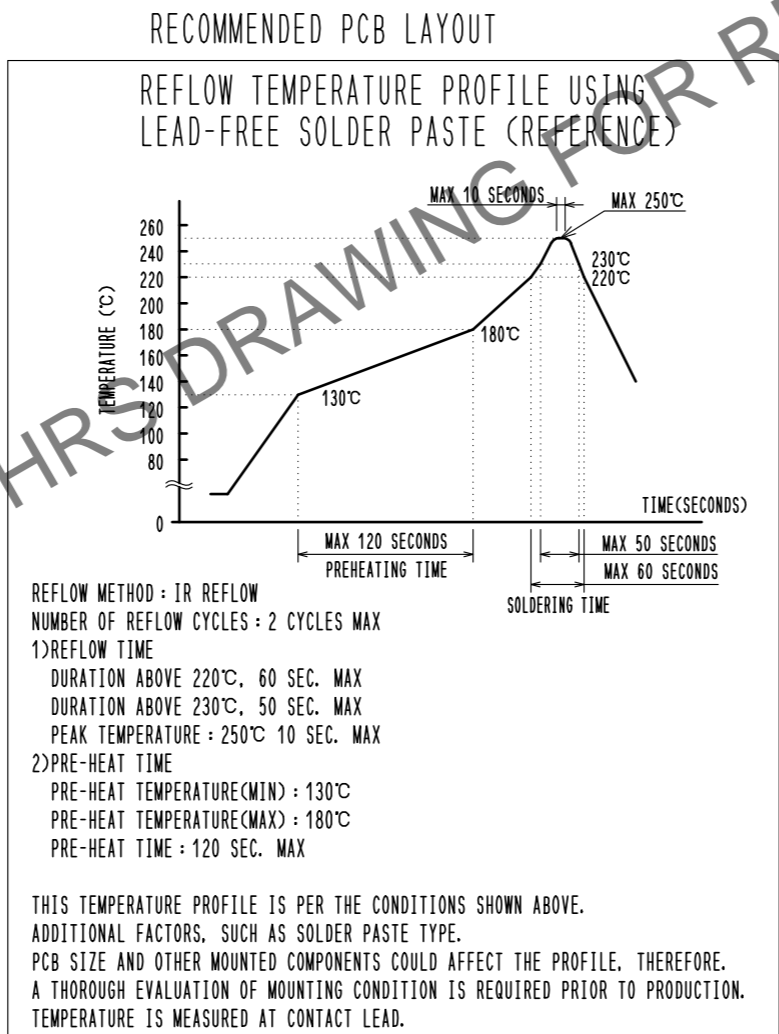 RECOMMENDED PCB LAYOUT
REFLOW TEMPERATURE PROFILE USING
LEAD-FREE SOLDER PASTE (REFERENCE)
HRS DRAWING FOR R
MAX 10 SECONDS
MAX 250℃
TEMPERATURE (℃)
260
240
220
200
180
160
140
120
100
80
0
230℃
220℃
180℃
130℃
TIME(SECONDS)
MAX 120 SECONDS
PREHEATING TIME
MAX 50 SECONDS
MAX 60 SECONDS
SOLDERING TIME
REFLOW METHOD : IR REFLOW
NUMBER OF REFLOW CYCLES : 2 CYCLES MAX
1)REFLOW TIME
DURATION ABOVE 220℃, 60 SEC. MAX
DURATION ABOVE 230℃, 50 SEC. MAX
PEAK TEMPERATURE : 250℃ 10 SEC. MAX
2)PRE-HEAT TIME
PRE-HEAT TEMPERATURE(MIN) : 130℃
PRE-HEAT TEMPERATURE(MAX) : 180℃
PRE-HEAT TIME : 120 SEC. MAX
THIS TEMPERATURE PROFILE IS PER THE CONDITIONS SHOWN ABOVE.
ADDITIONAL FACTORS, SUCH AS SOLDER PASTE TYPE.
PCB SIZE AND OTHER MOUNTED COMPONENTS COULD AFFECT THE PROFILE, THEREFORE.
A THOROUGH EVALUATION OF MOUNTING CONDITION IS REQUIRED PRIOR TO PRODUCTION.
TEMPERATURE IS MEASURED AT CONTACT LEAD.